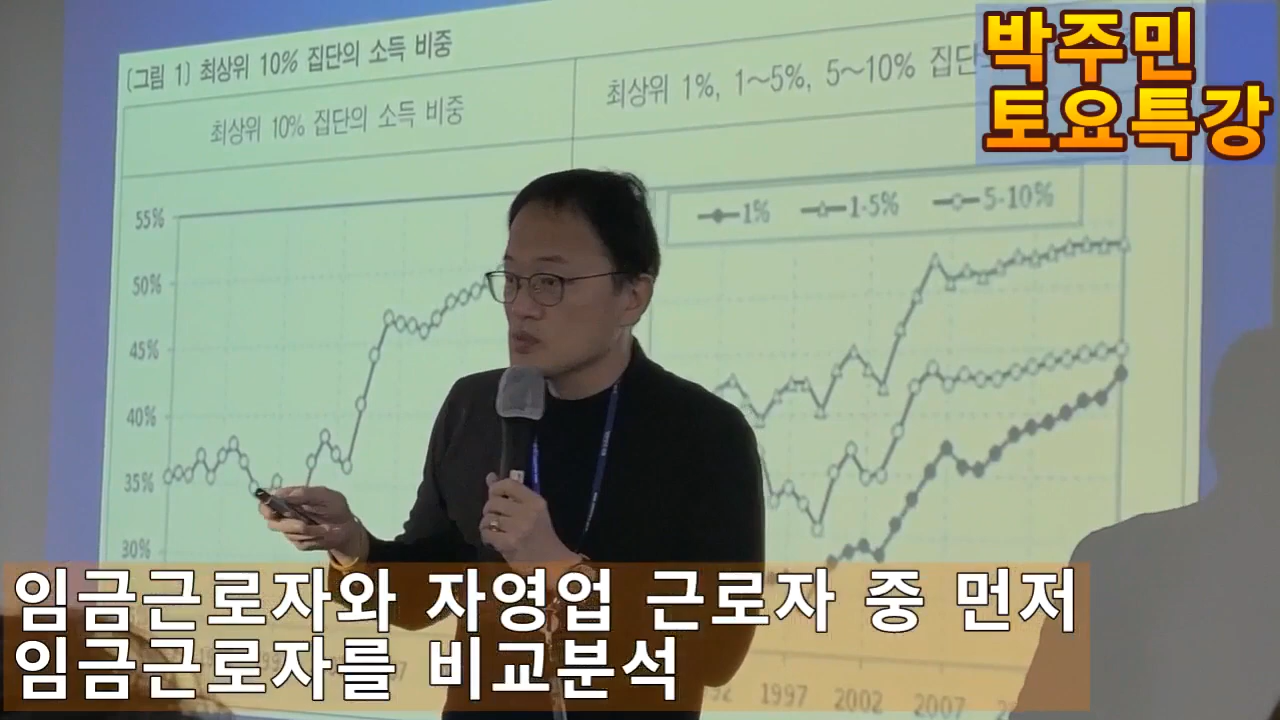 박주민
토요특강
[그림 1] 최상위 10% 집단의 소득 비중
최상위 10% 집단의 소득 비중
최상위 1%, 1~5%, 5~10% 집단
55%
50%
45%
40%
35%
30%
1% 1-5% 5-10%
1997 2002 2007
임금근로자와 자영업 근로자 중 먼저
임금근로자를 비교분석